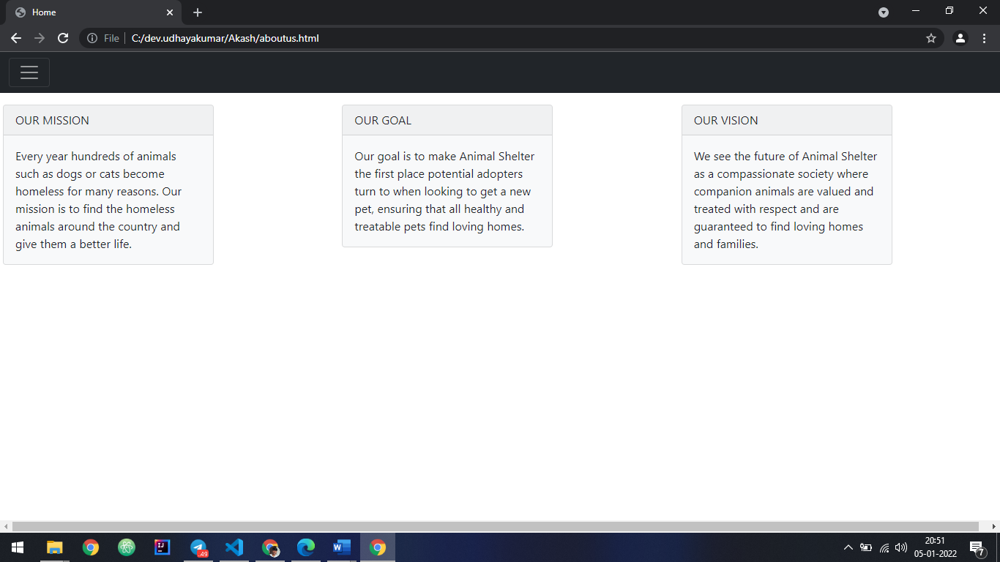 Home
File
C:/dev.udhayakumar/Akash/aboutus.html
OUR MISSION
Every year hundreds of animals
such as dogs or cats become
homeless for many reasons. Our
mission is to find the homeless
animals around the country and
give them a better life.
OUR GOAL
Our goal is to make Animal Shelter
the first place potential adopters
turn to when looking to get a new
pet, ensuring that all healthy and
treatable pets find loving homes.
OUR VISION
We see the future of Animal Shelter
as a compassionate society where
companion animals are valued and
treated with respect and are
guaranteed to find loving homes
and families.
IJ
.49
W
20:51
05-01-2022
7